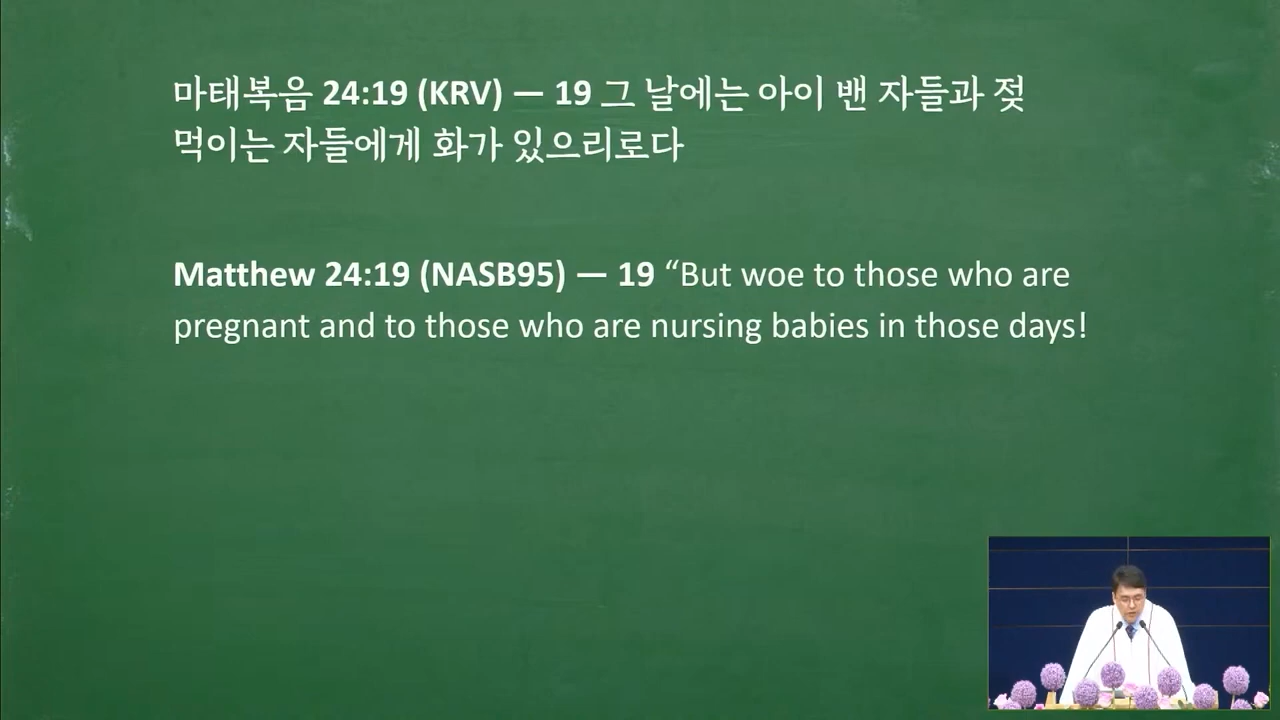 마태복음 24:19 (KRV) — 19 그 날에는 아이 밴 자들과 젖
먹이는 자들에게 화가 있으리로다
Matthew 24:19 (NASB95) — 19 “But woe to those who are
pregnant and to those who are nursing babies in those days!